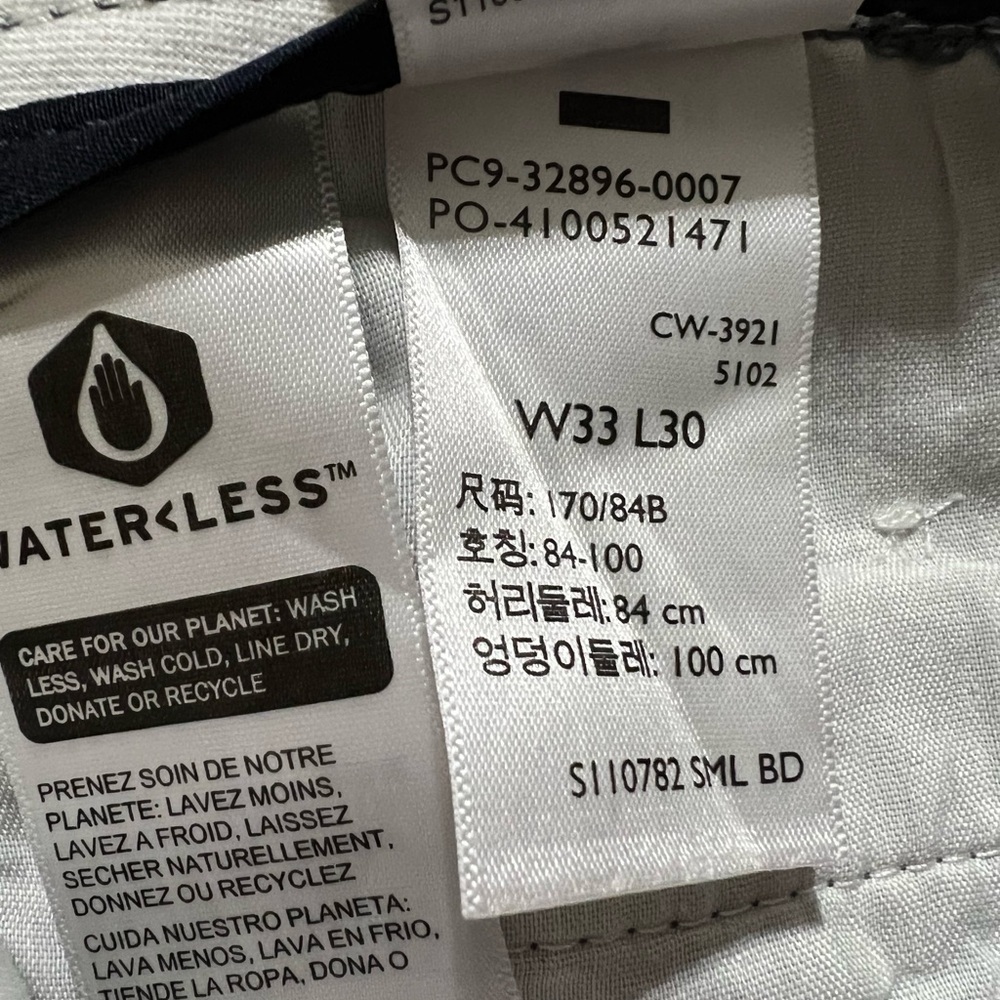 WATER<LESS™
CARE FOR OUR PLANET: WASH
LESS, WASH COLD, LINE DRY,
DONATE OR RECYCLE
PRENEZ SOIN DE NOTRE
PLANETE: LAVEZ MOINS,
LAVEZ A FROID, LAISSEZ
SECHER NATURELLEMENT,
DONNEZ OU RECYCLEZ
CUIDA NUESTRO PLANETA:
LAVA MENOS, LAVA EN FRIO,
TIENDE LA ROPA, DONA O
PC9-32896-0007
PO-4100521471
CW-3921
5102
W33 L30
尺码: 170/84B
호칭: 84-100
허리둘레: 84 cm
엉덩이둘레: 100 cm
S110782 SML BD